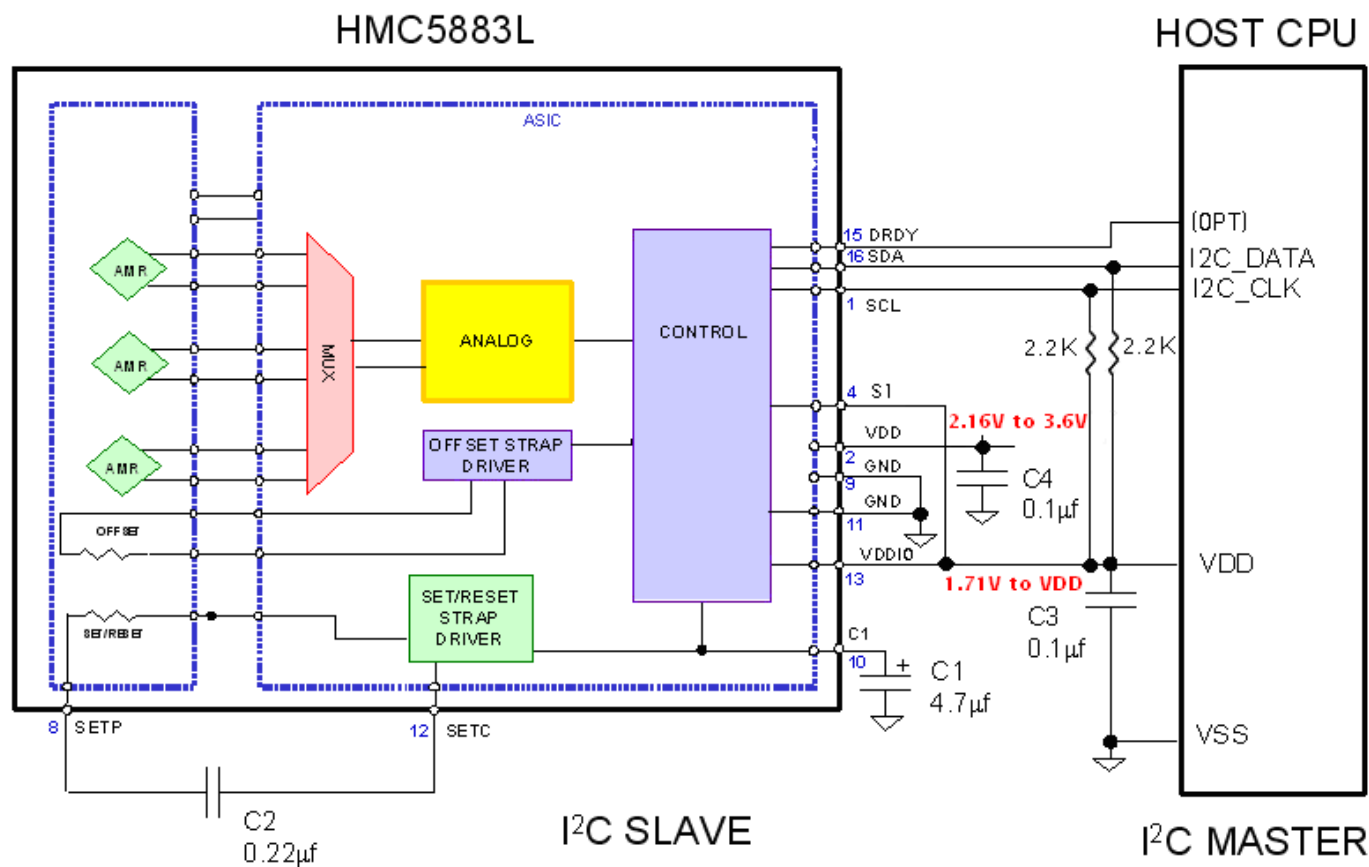 HMC5883L
HOST CPU
ASIC
AMR
AMR
AMR
MUX
ANALOG
CONTROL
OFFSET STRAP
DRIVER
OFFSET
SET/RESET
STRAP
DRIVER
SET/RESET
15 DRDY
16 SDA
1 SCL
4 S1
2.16V to 3.6V
VDD
2
GND
9
GND
11
VDDIO
13
1.71V to VDD
C1
10
C1
4.7µf
C4
0.1µf
C3
0.1µf
2.2K
2.2K
(OPT)
I2C_DATA
I2C_CLK
VDD
VSS
8 SETP
12 SETC
C2
0.22µf
I²C SLAVE
I²C MASTER